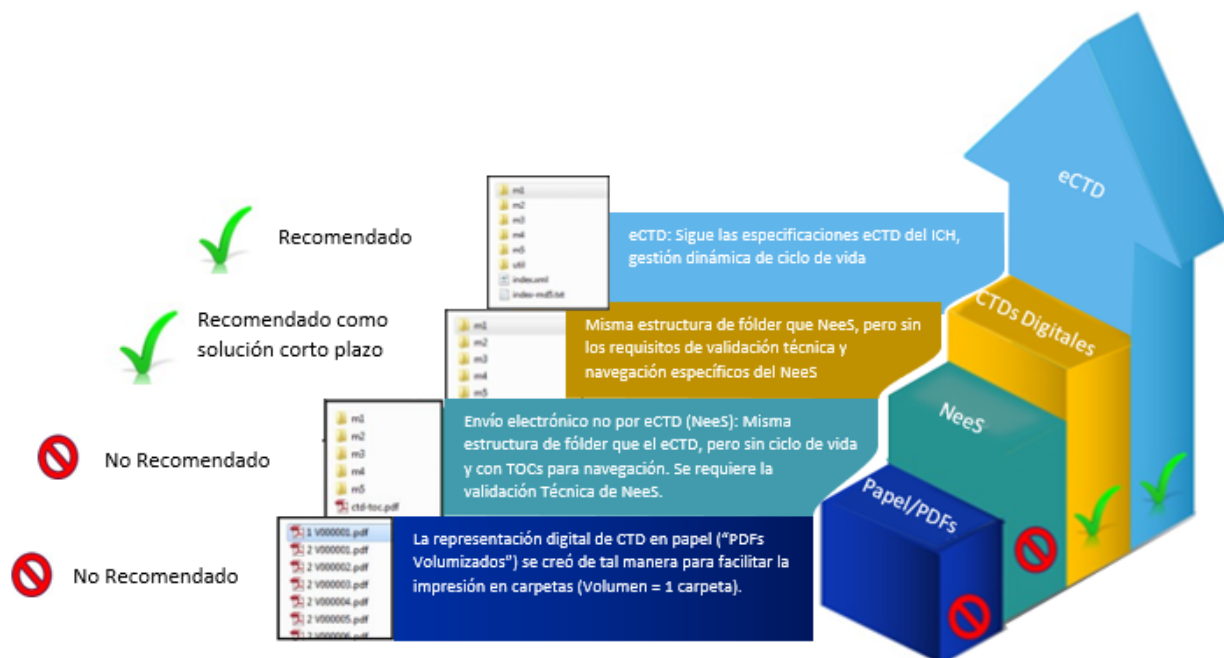 m1
m2
m3
m4
m5
util
index.xml
index-md5.txt
Recomendado
eCTD: Sigue las especificaciones eCTD del ICH,
gestión dinámica de ciclo de vida
eCTD
Recomendado como
solución corto plazo
m1
m2
m3
m4
m5
Misma estructura de fólder que NeeS, pero sin
los requisitos de validación técnica y
navegación específicos del NeeS
CTDs Digitales
No Recomendado
m1
m2
m3
m4
m5
ctd-toc.pdf
Envío electrónico no por eCTD (NeeS): Misma
estructura de fólder que el eCTD, pero sin ciclo de vida
y con TOCs para navegación. Se requiere la
validación Técnica de NeeS.
NeeS
No Recomendado
1 V000001.pdf
2 V000001.pdf
2 V000002.pdf
2 V000003.pdf
2 V000004.pdf
2 V000005.pdf
2 V000006.pdf
La representación digital de CTD en papel (“PDFs
Volumizados”) se creó de tal manera para facilitar la
impresión en carpetas (Volumen = 1 carpeta).
Papel/PDFs